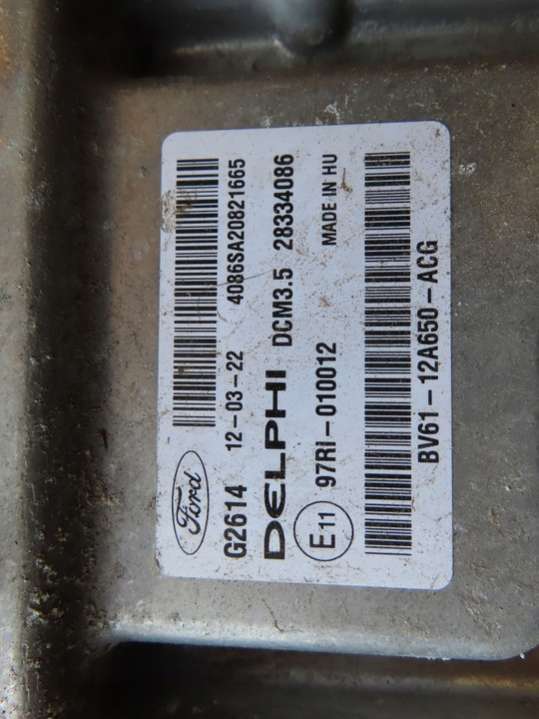 Ford
G2614 12-03-22 4086SA20821665
DELPHI DCM3.5 28334086
E11 97RI-010012 MADE IN HU
BV61-12A650-ACG